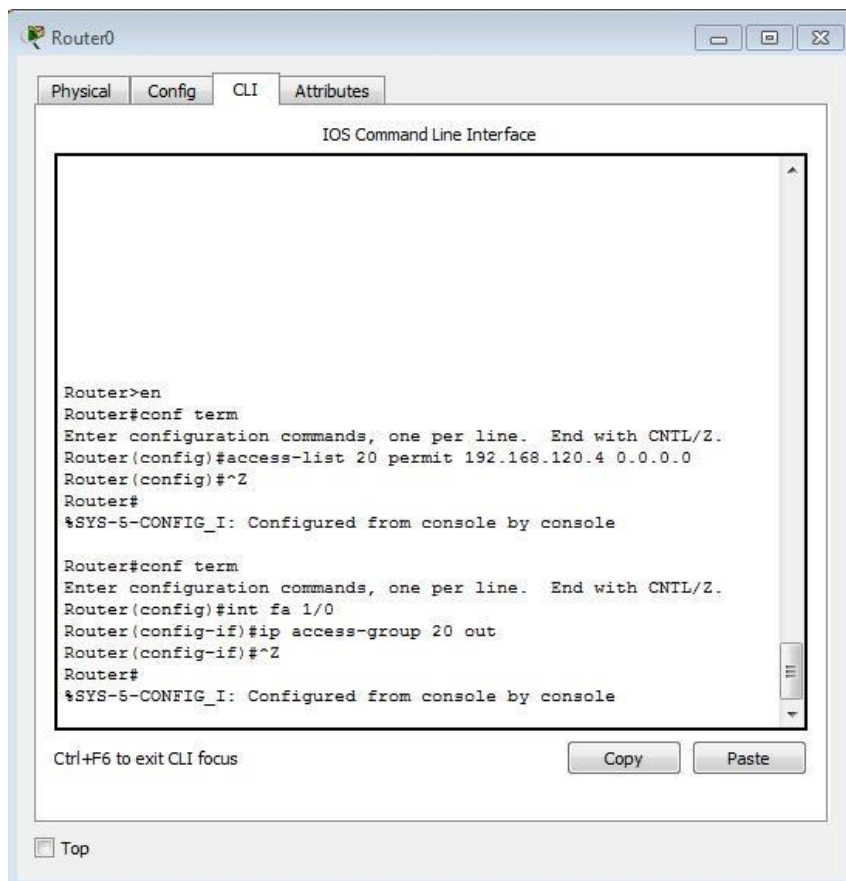 Router0
Physical Config CLI Attributes
IOS Command Line Interface
Router>en
Router#conf term
Enter configuration commands, one per line.  End with CNTL/Z.
Router(config)#access-list 20 permit 192.168.120.4 0.0.0.0
Router(config)#^Z
Router#
%SYS-5-CONFIG_I: Configured from console by console
Router#conf term
Enter configuration commands, one per line.  End with CNTL/Z.
Router(config)#int fa 1/0
Router(config-if)#ip access-group 20 out
Router(config-if)#^Z
Router#
%SYS-5-CONFIG_I: Configured from console by console
Ctrl+F6 to exit CLI focus Copy Paste
Top